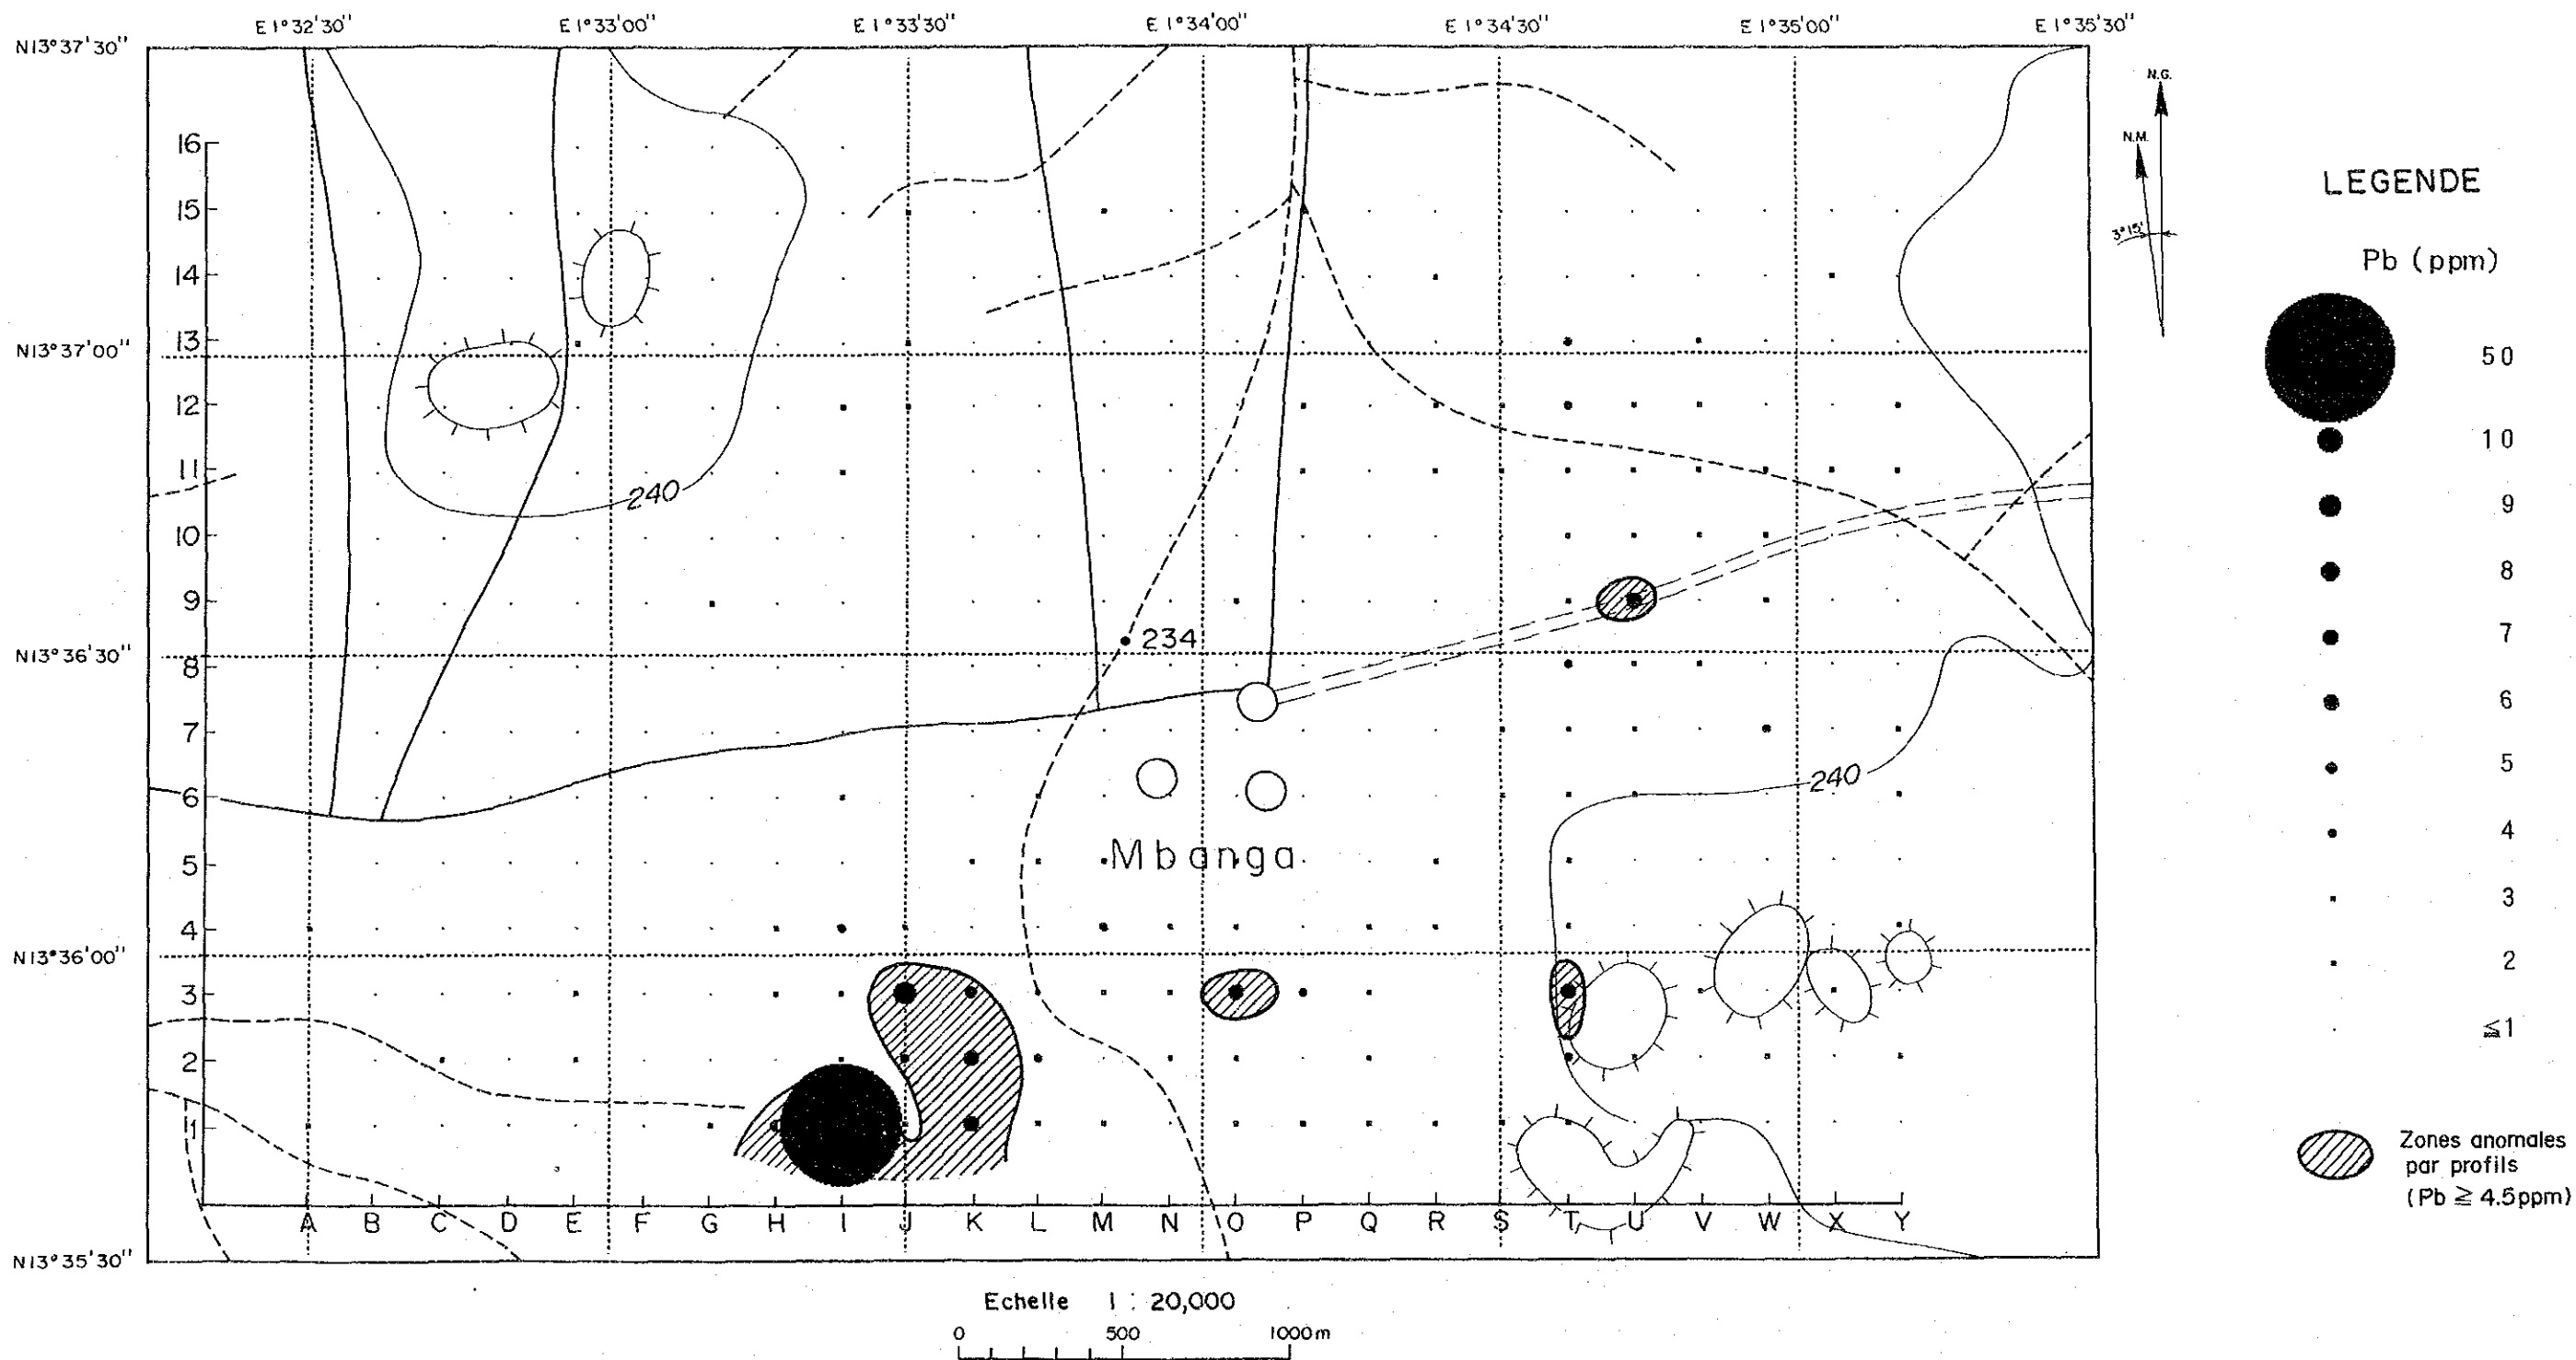 E 1°32'30" E 1°33'00" E 1°33'30" E 1°34'00" E 1°34'30" E 1°35'00" E 1°35'30"
N13°37'30"
N.G.
N.M.
3°15'
16
15
14
13
N13°37'00"
12
11
240
10
9
234
N13°36'30"
8
7
6
240
Mbanga
5
4
N13°36'00"
3
2
1
A B C D E F G H I J K L M N O P Q R S T U V W X Y
N13°35'30"
Echelle 1 : 20,000
0 500 1000m
LEGENDE
Pb (ppm)
50
10
9
8
7
6
5
4
3
2
≦1
Zones anomales
par profils
(Pb ≧ 4.5ppm)